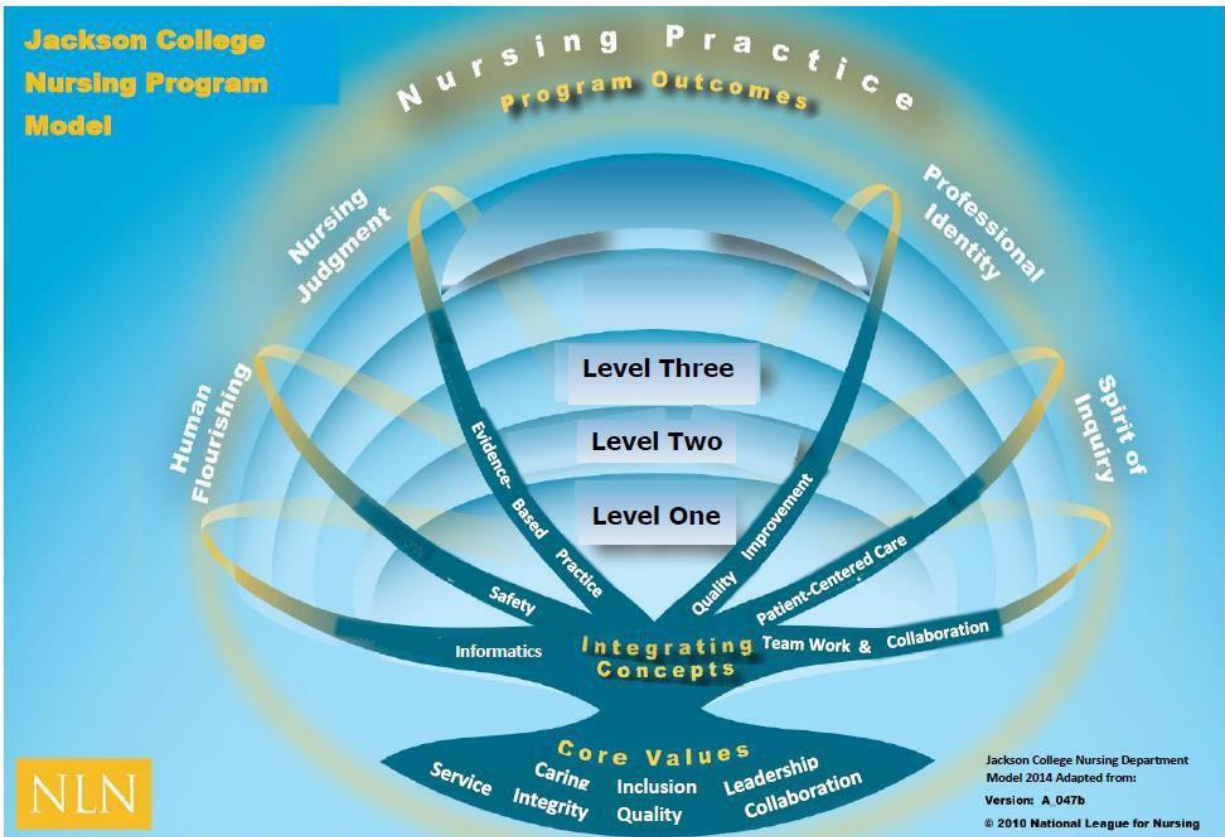 Jackson College
Nursing Program
Model
Nursing Practice
Program Outcomes
Nursing
Judgment
Professional
Identity
Human
Flourishing
Spirit of
Inquiry
Level Three
Level Two
Level One
Evidence- Based Practice
Quality Improvement
Safety
Patient-Centered Care
Informatics
Integrating
Concepts
Team Work & Collaboration
Core Values
Service Caring Inclusion Leadership
Integrity Quality Collaboration
NLN
Jackson College Nursing Department
Model 2014 Adapted from:
Version: A_047b
© 2010 National League for Nursing